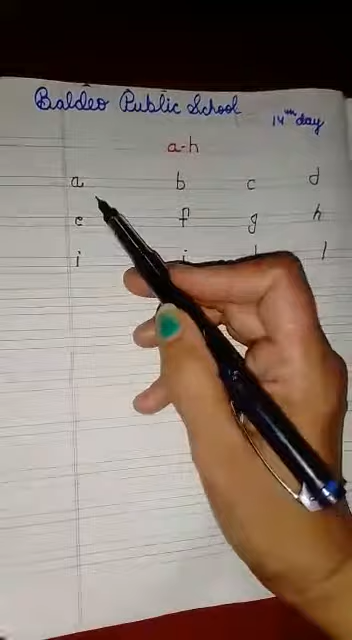 Baldeo Public School
14th day
a-h
a b c d
e f g h
i j l